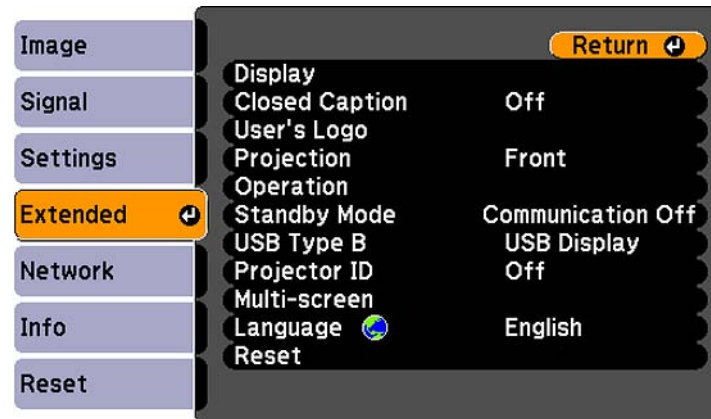 Image
Signal
Settings
Extended
Network
Info
Reset
Return
Display
Closed Caption Off
User's Logo
Projection Front
Operation
Standby Mode Communication Off
USB Type B USB Display
Projector ID Off
Multi-screen
Language English
Reset